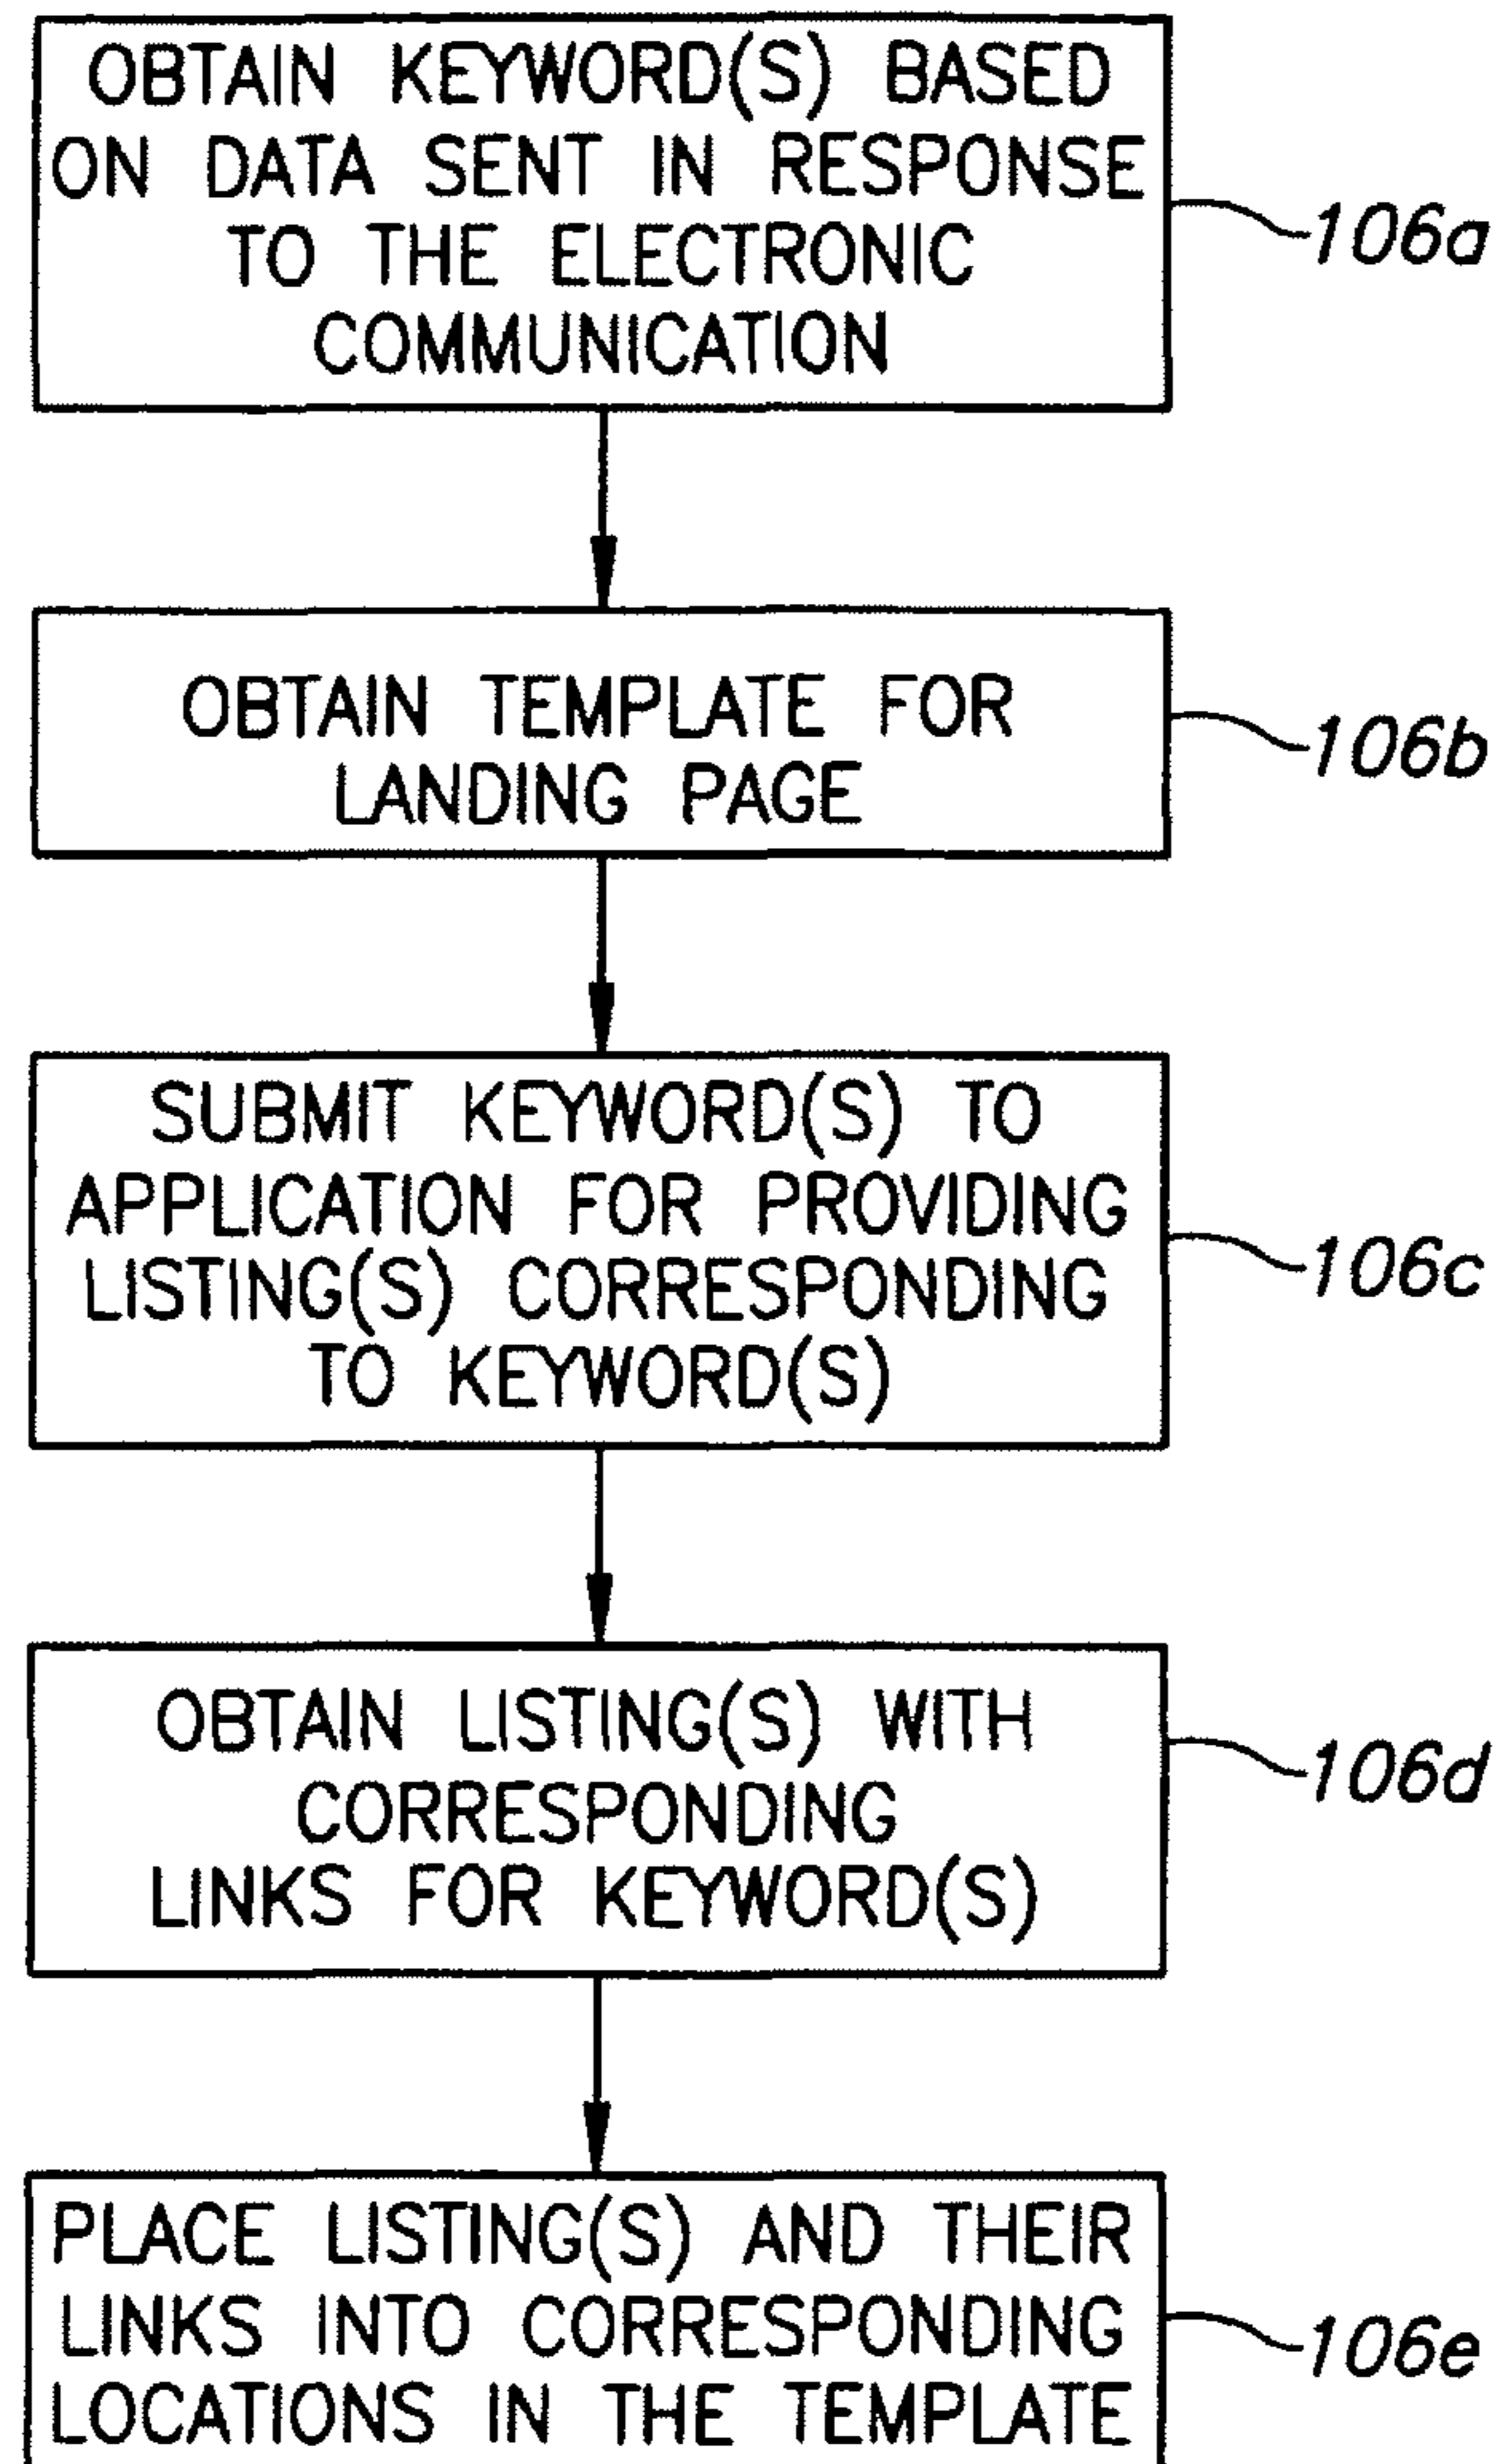 OBTAIN KEYWORD(S) BASED
ON DATA SENT IN RESPONSE
TO THE ELECTRONIC
COMMUNICATION
106a
OBTAIN TEMPLATE FOR
LANDING PAGE
106b
SUBMIT KEYWORD(S) TO
APPLICATION FOR PROVIDING
LISTING(S) CORRESPONDING
TO KEYWORD(S)
106c
OBTAIN LISTING(S) WITH
CORRESPONDING
LINKS FOR KEYWORD(S)
106d
PLACE LISTING(S) AND THEIR
LINKS INTO CORRESPONDING
LOCATIONS IN THE TEMPLATE
106e